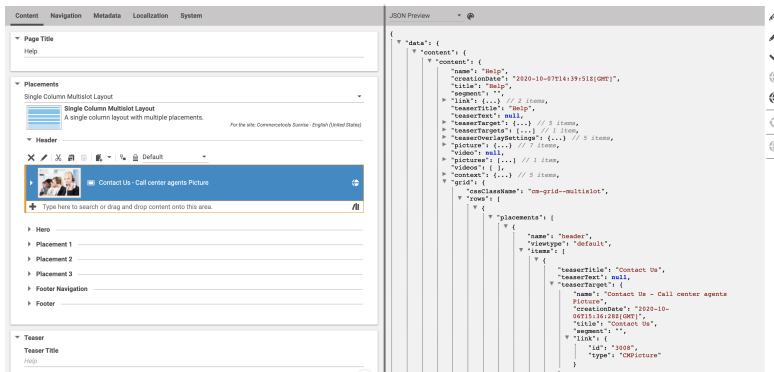 Content Navigation Metadata Localization System
Page Title
Help
Placements
Single Column Multislot Layout
Single Column Multislot Layout
A single column layout with multiple placements.
For the site: Commercetools Sunrise - English (United States)
Header
Default
Contact Us - Call center agents Picture
Type here to search or drag and drop content onto this area.
Hero
Placement 1
Placement 2
Placement 3
Footer Navigation
Footer
Teaser
Teaser Title
Help
JSON Preview
{
"data": {
"content": {
"content": {
"name": "Help",
"creationDate": "2020-10-07T14:39:51Z[GMT]",
"title": "Help",
"segment": "",
"link": {...} // 2 items,
"teaserTitle": "Help",
"teaserText": null,
"teaserTarget": {...} // 5 items,
"teaserTargets": [...] // 1 item,
"teaserOverlaySettings": {...} // 5 items,
"picture": {...} // 7 items,
"video": null,
"pictures": [...] // 1 item,
"videos": [ ],
"context": {...} // 5 items,
"grid": {
"cssClassName": "cm-grid--multislot",
"rows": [
{
"placements": [
{
"name": "header",
"viewtype": "default",
"items": [
{
"teaserTitle": "Contact Us",
"teaserText": null,
"teaserTarget": {
"name": "Contact Us - Call center agents
Picture",
"creationDate": "2020-10-
06T15:36:28Z[GMT]",
"title": "Contact Us",
"segment": "",
"link": {
"id": "3008",
"type": "CMPicture"
}